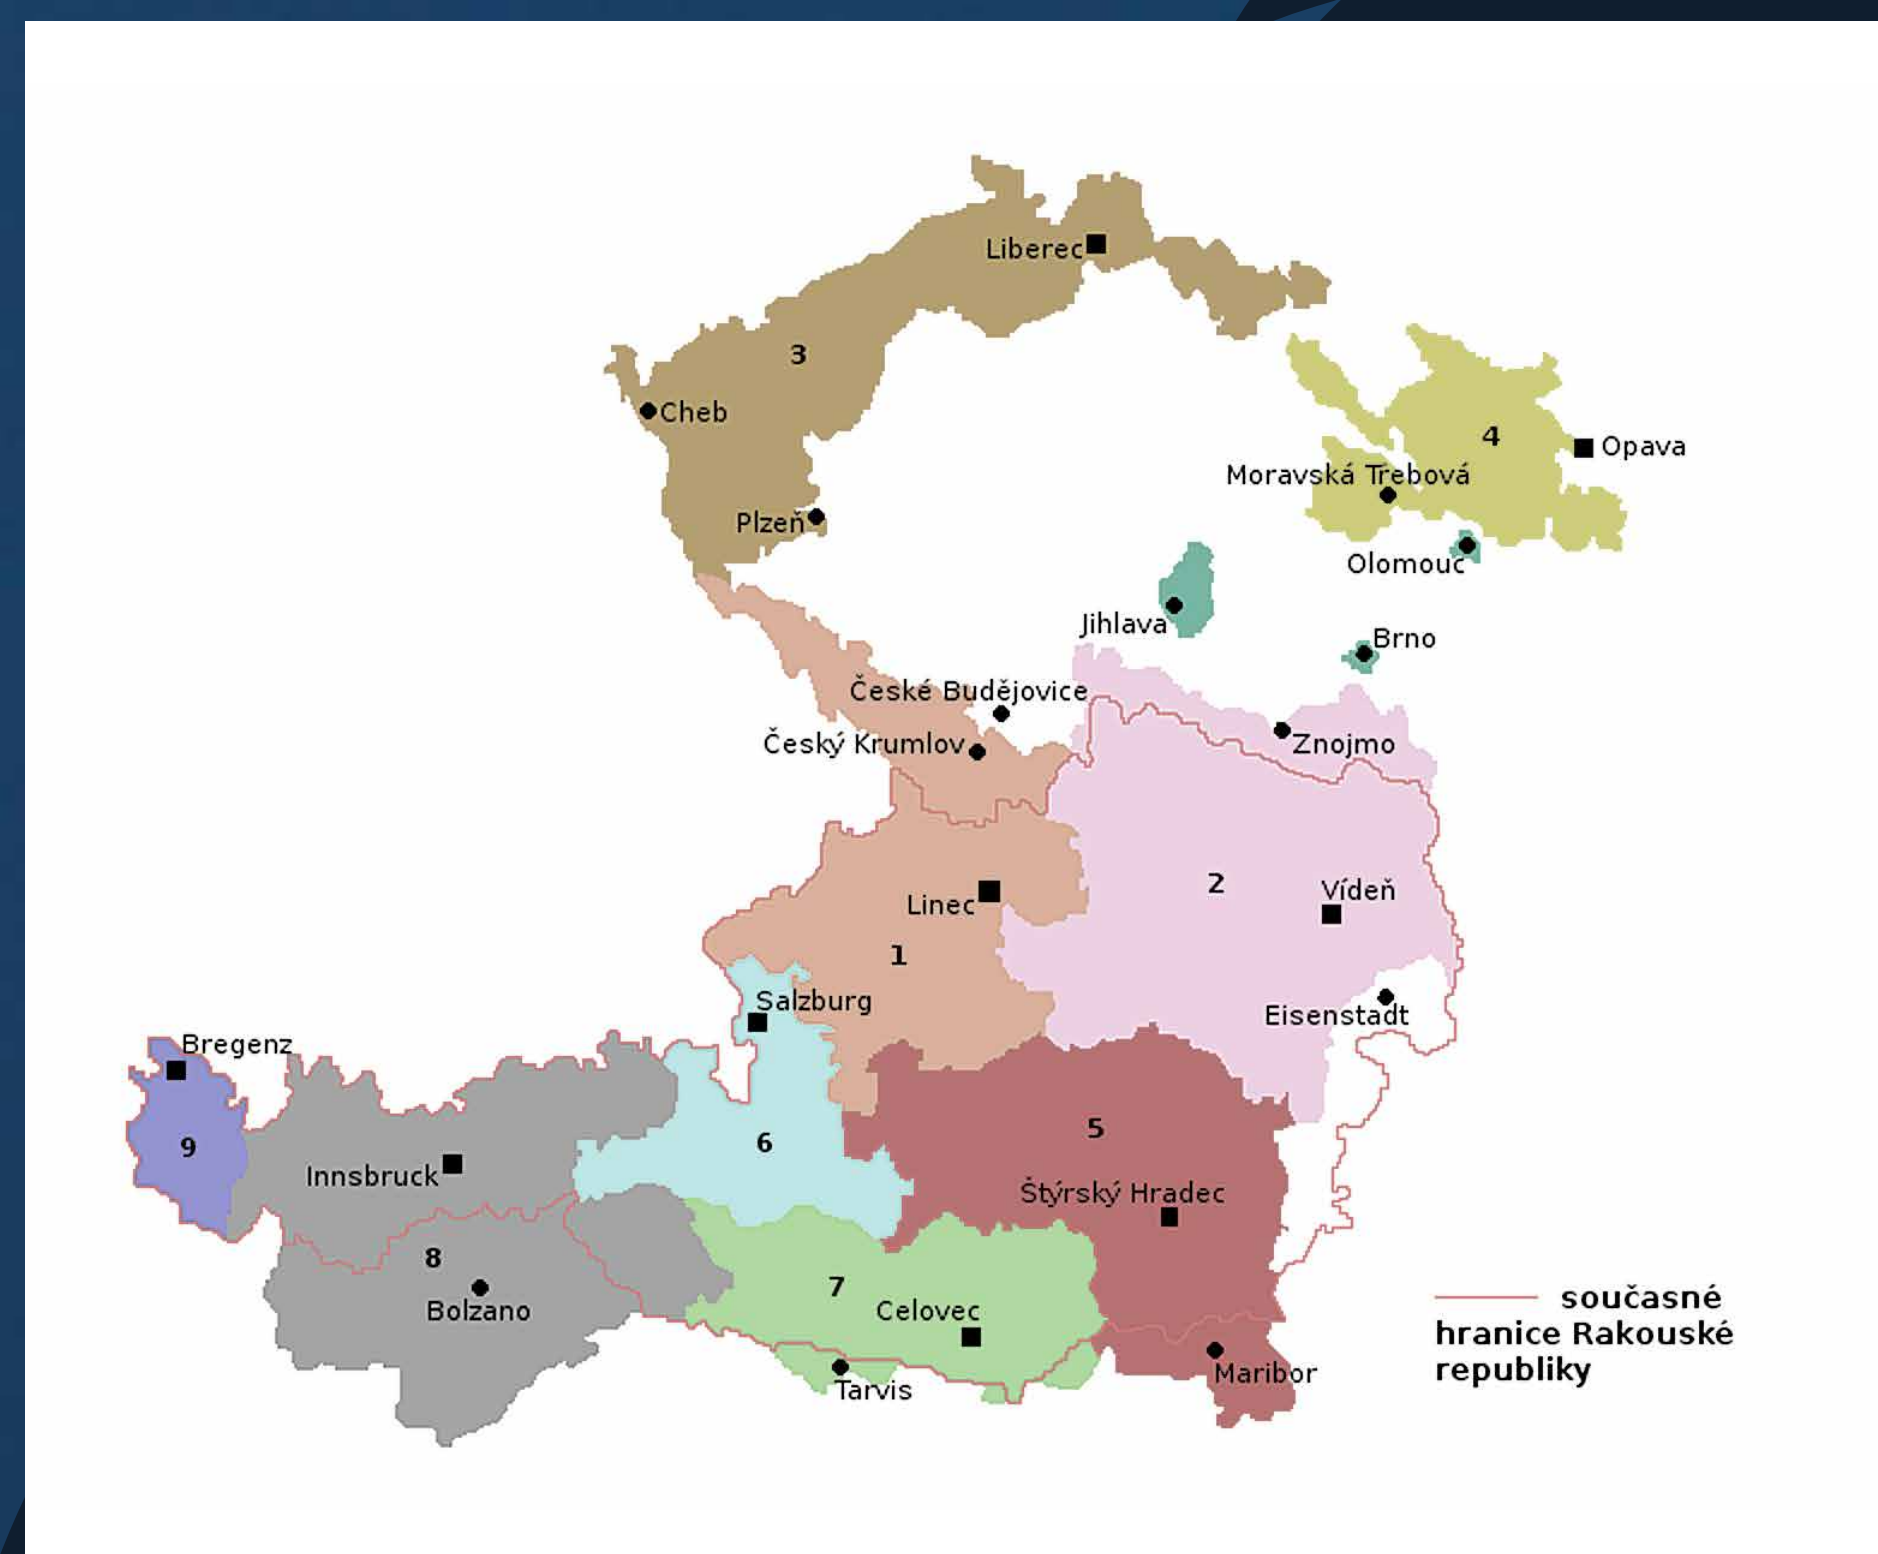 Liberec
3
Cheb
4
Opava
Moravská Třebová
Plzeň
Olomouc
Jihlava
Brno
České Budějovice
Český Krumlov
Znojmo
2
Vídeň
Linec
1
Salzburg
Eisenstadt
Bregenz
9
6
5
Innsbruck
Štýrský Hradec
8
7
Bolzano
Celovec
Maribor
Tarvis
současné
hranice Rakouské
republiky